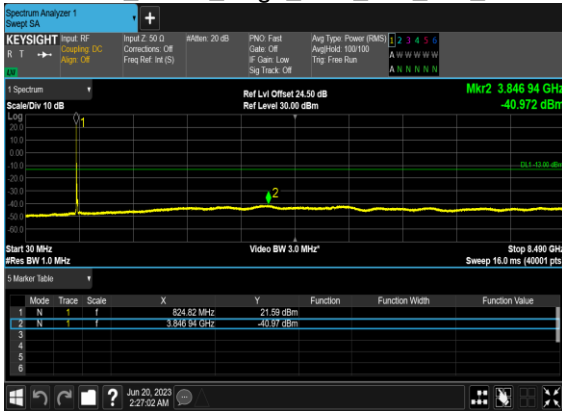 Spectrum Analyzer 1
Swept SA
+
KEYSIGHT
R T
LXI
Input: RF
Coupling: DC
Align: Off
Input Z: 50 Ω
Corrections: Off
Freq Ref: Int (S)
#Atten: 20 dB
PNO: Fast
Gate: Off
IF Gain: Low
Sig Track: Off
Avg Type: Power (RMS)
Avg|Hold: 100/100
Trig: Free Run
1 2 3 4 5 6
A W W W W W
A N N N N N
1 Spectrum
Scale/Div 10 dB
Ref Lvl Offset 24.50 dB
Ref Level 30.00 dBm
Mkr2 3.846 94 GHz
-40.972 dBm
Log
20.0
10.0
0.00
-10.0
-20.0
-30.0
-40.0
-50.0
-60.0
1
2
DL1 -13.00 dBm
Start 30 MHz
#Res BW 1.0 MHz
Video BW 3.0 MHz*
Stop 8.490 GHz
Sweep 16.0 ms (40001 pts)
5 Marker Table
Mode Trace Scale X Y Function Function Width Function Value
1 N 1 f 824.82 MHz 21.59 dBm
2 N 1 f 3.846 94 GHz -40.97 dBm
3
4
5
6
?
Jun 20, 2023
2:27:02 AM